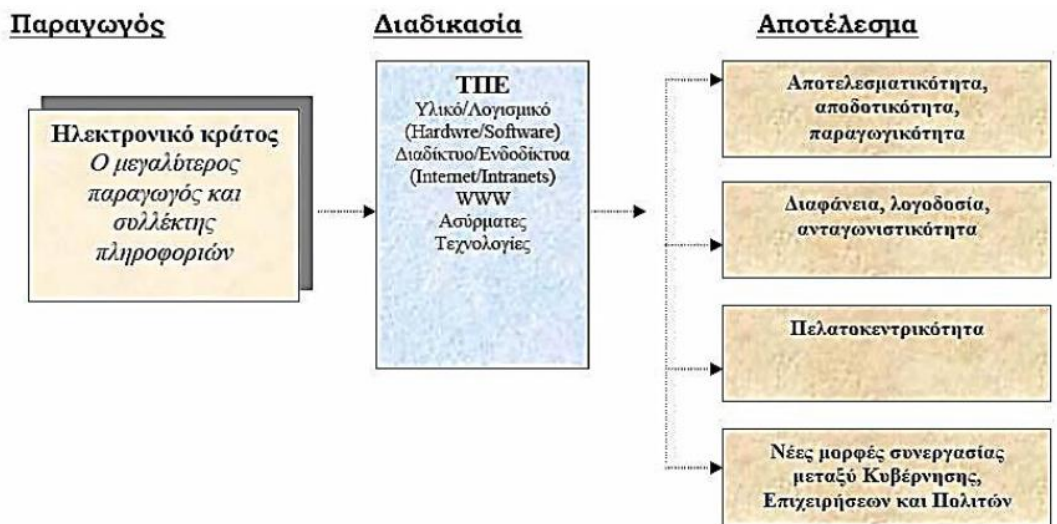 Παραγωγός
Διαδικασία
Αποτέλεσμα
Ηλεκτρονικό κράτος
Ο μεγαλύτερος
παραγωγός και
συλλέκτης
πληροφοριών
ΤΠΕ
Υλικό/Λογισμικό
(Hardwre/Software)
Διαδίκτυο/Ενδοδίκτυα
(Internet/Intranets)
WWW
Ασύρματες
Τεχνολογίες
Αποτελεσματικότητα,
αποδοτικότητα,
παραγωγικότητα
Διαφάνεια, λογοδοσία,
ανταγωνιστικότητα
Πελατοκεντρικότητα
Νέες μορφές συνεργασίας
μεταξύ Κυβέρνησης,
Επιχειρήσεων και Πολιτών